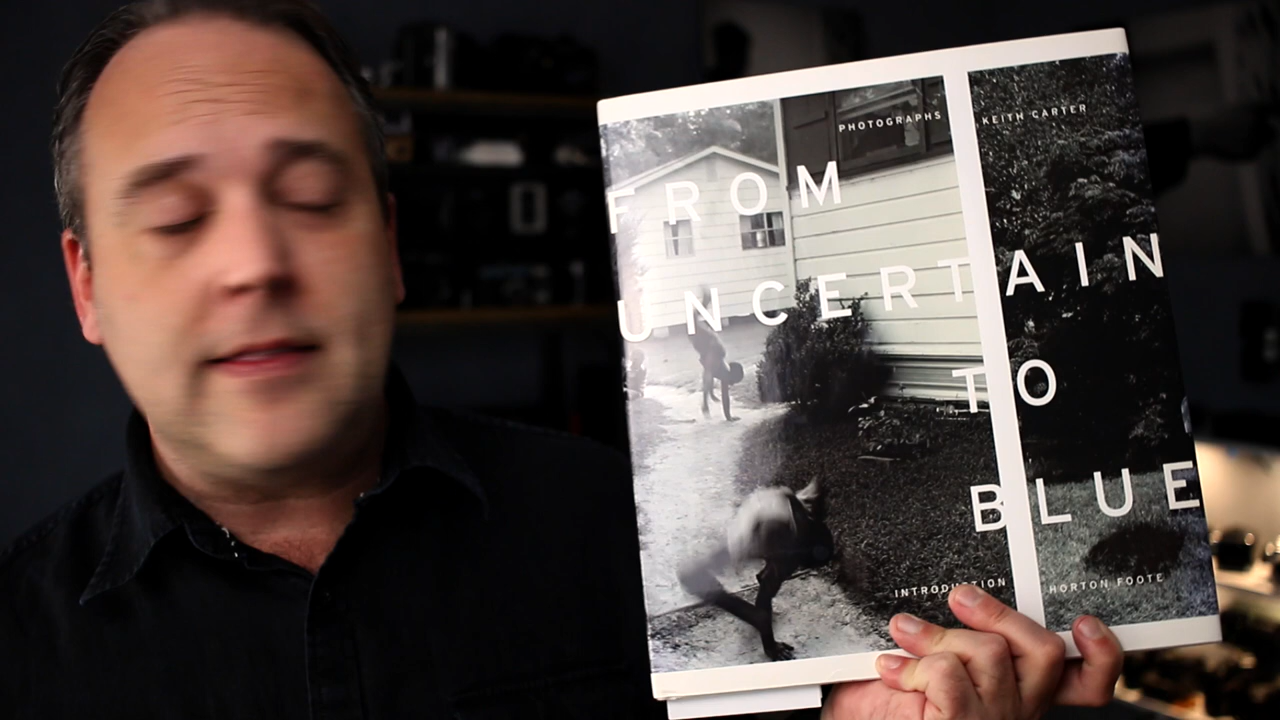 PHOTOGRAPHS KEITH CARTER
FROM
UNCERTAIN
TO
BLUE
INTRODUCTION HORTON FOOTE